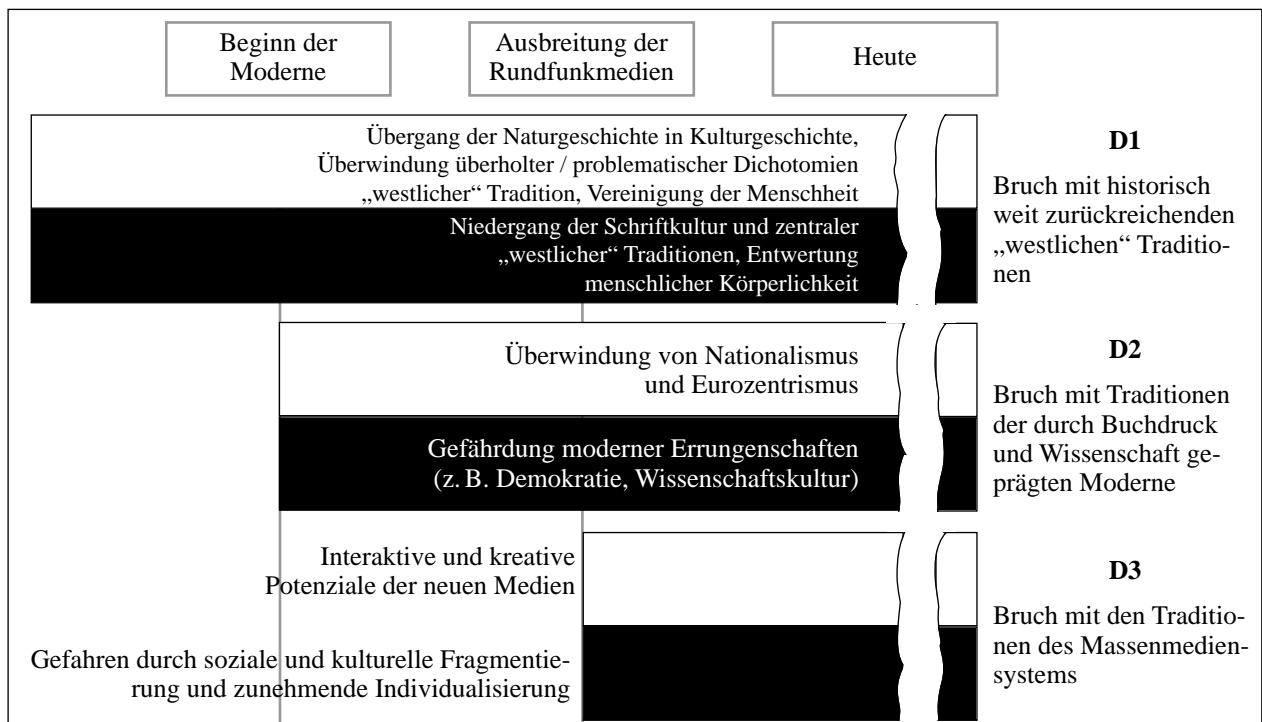 Beginn der
Moderne
Ausbreitung der
Rundfunkmedien
Heute
Übergang der Naturgeschichte in Kulturgeschichte,
Überwindung überholter / problematischer Dichotomien
„westlicher“ Tradition, Vereinigung der Menschheit
Niedergang der Schriftkultur und zentraler
„westlicher“ Traditionen, Entwertung
menschlicher Körperlichkeit
D1
Bruch mit historisch
weit zurückreichenden
„westlichen“ Traditio-
nen
Überwindung von Nationalismus
und Eurozentrismus
Gefährdung moderner Errungenschaften
(z. B. Demokratie, Wissenschaftskultur)
D2
Bruch mit Traditionen
der durch Buchdruck
und Wissenschaft ge-
prägten Moderne
Interaktive und kreative
Potenziale der neuen Medien
Gefahren durch soziale und kulturelle Fragmentie-
rung und zunehmende Individualisierung
D3
Bruch mit den Traditio-
nen des Massenmedien-
systems